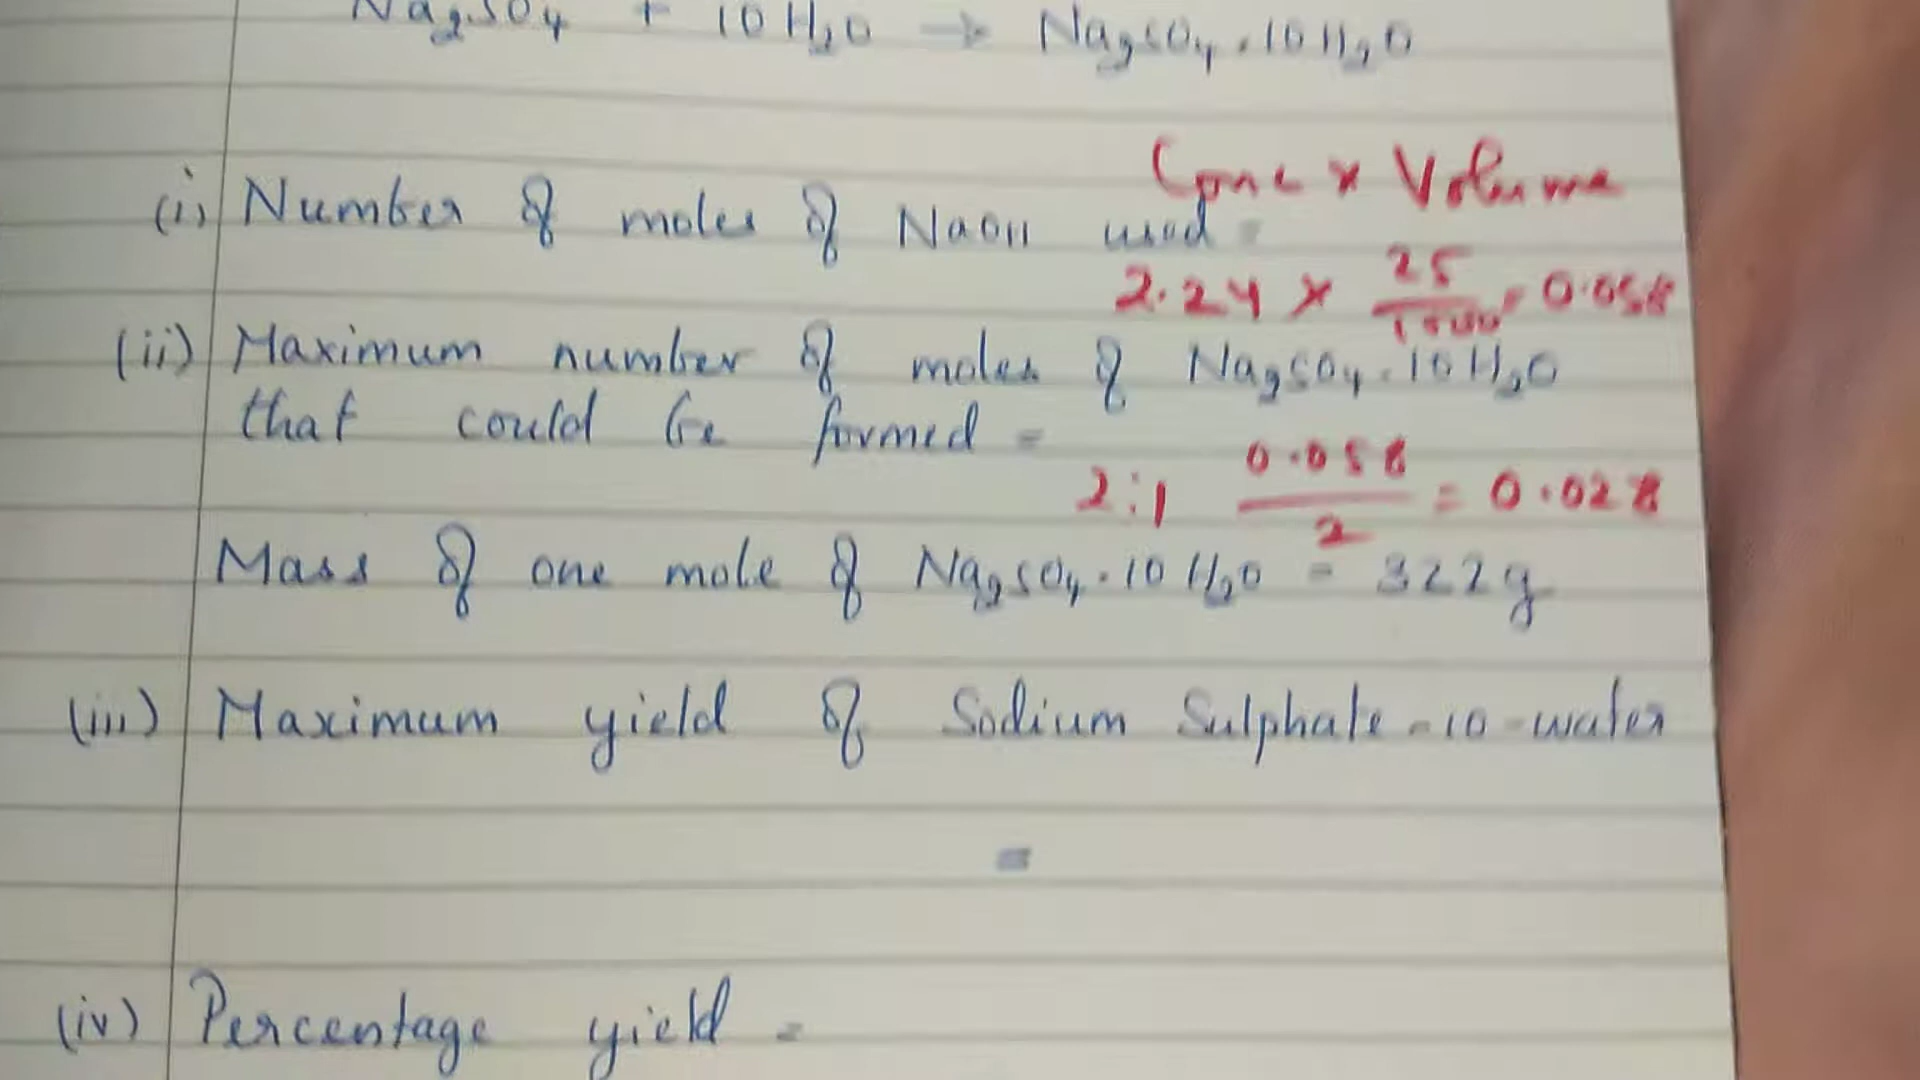 Na2SO4 + 10 H2O → Na2SO4.10H2O
Conc x Volume
(i) Number of moles of NaOH used =
2.24 x 25/1000 = 0.056
(ii) Maximum number of moles of Na2SO4.10H2O
that could be formed =
2:1 0.056/2 = 0.028
Mass of one mole of Na2SO4.10H2O = 322g
(iii) Maximum yield of Sodium Sulphate-10-water
=
(iv) Percentage yield =